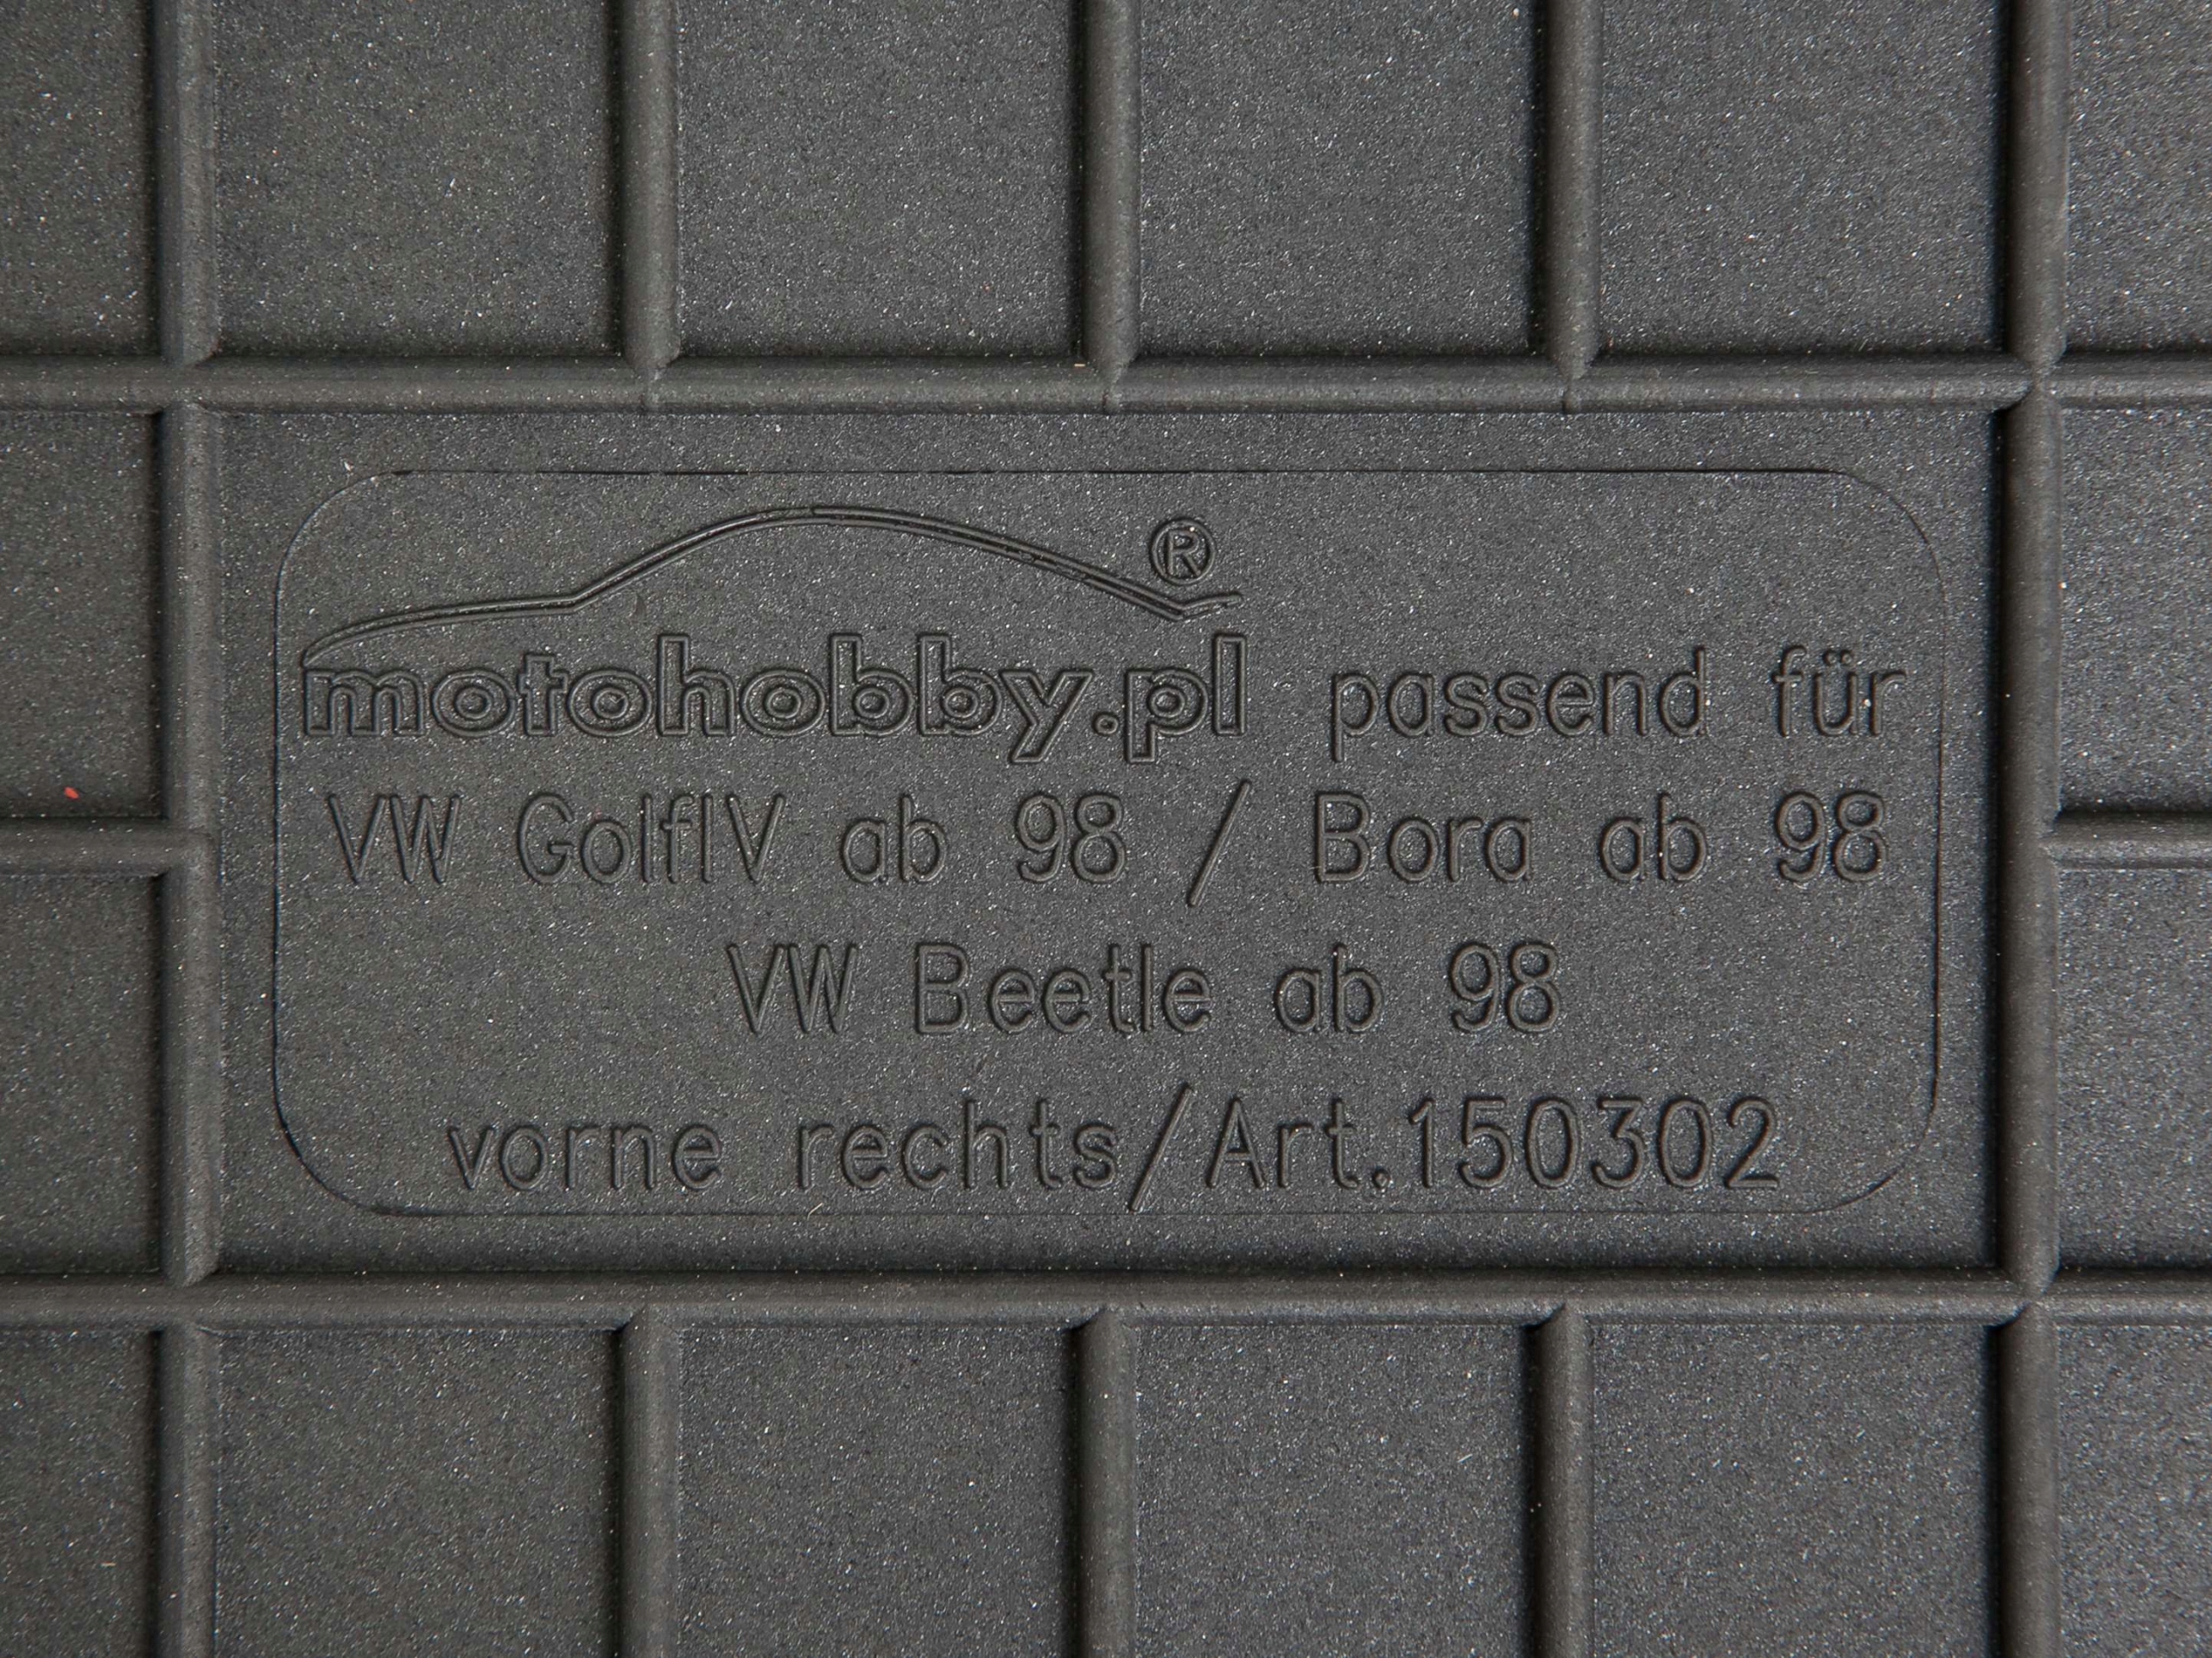 motohobby.pl ® passend für
VW GolfIV ab 98 / Bora ab 98
VW Beetle ab 98
vorne rechts/Art.150302